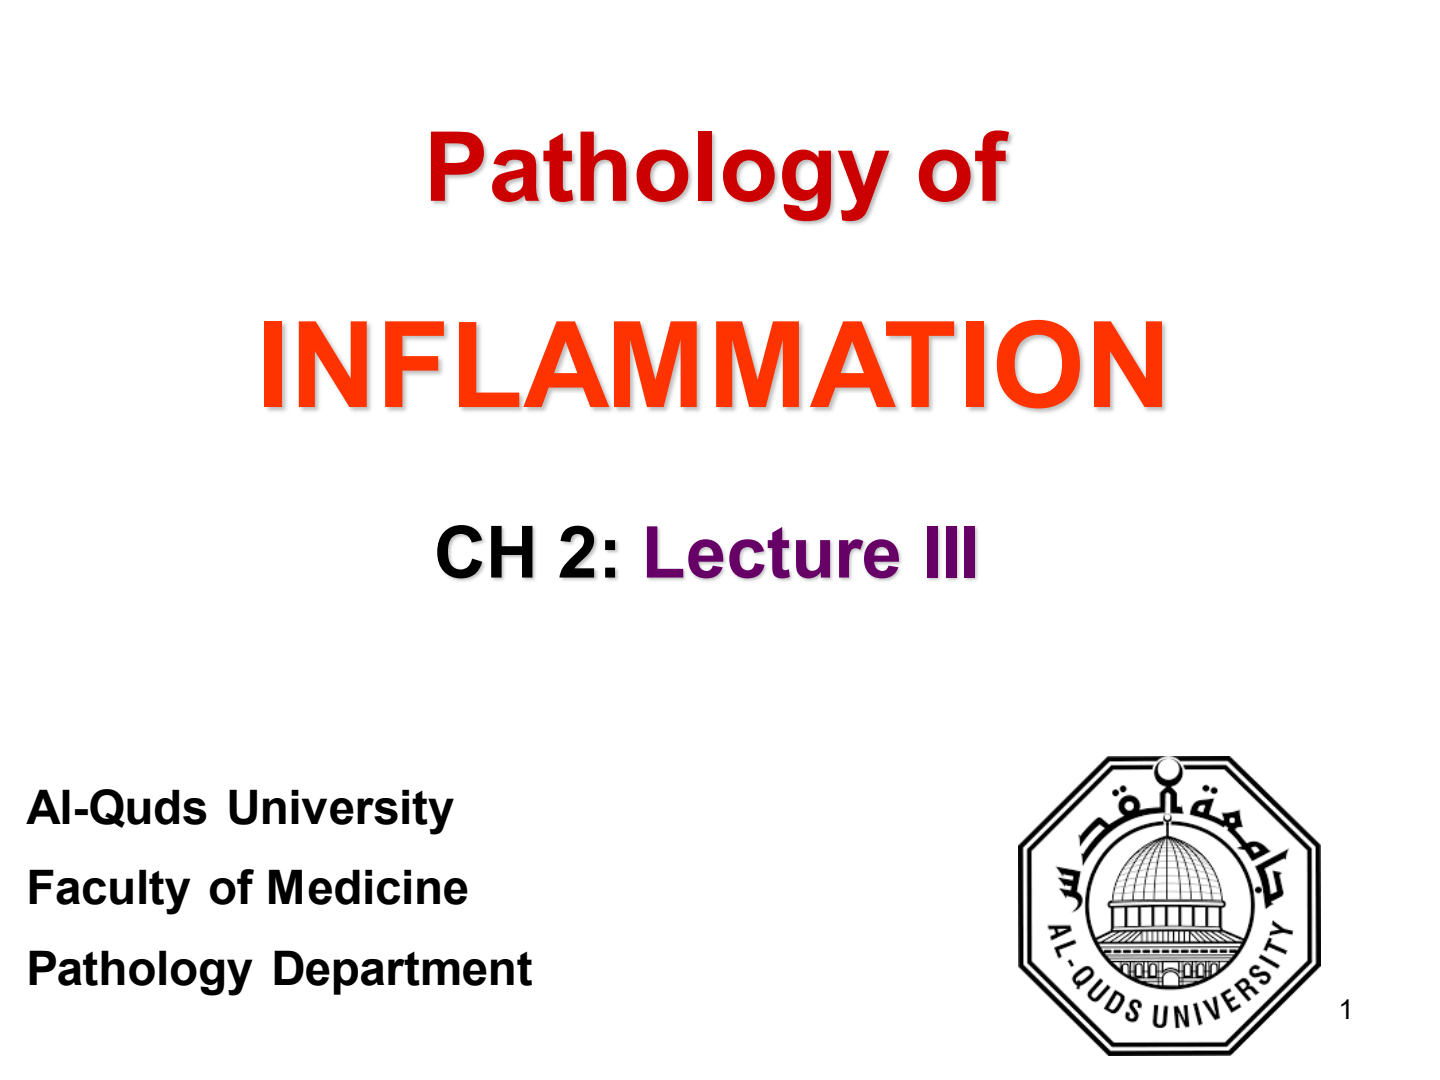 Pathology of
INFLAMMATION
CH 2: Lecture III
Al-Quds University
Faculty of Medicine
Pathology Department
جامعة القدس
AL-QUDS UNIVERSITY
1